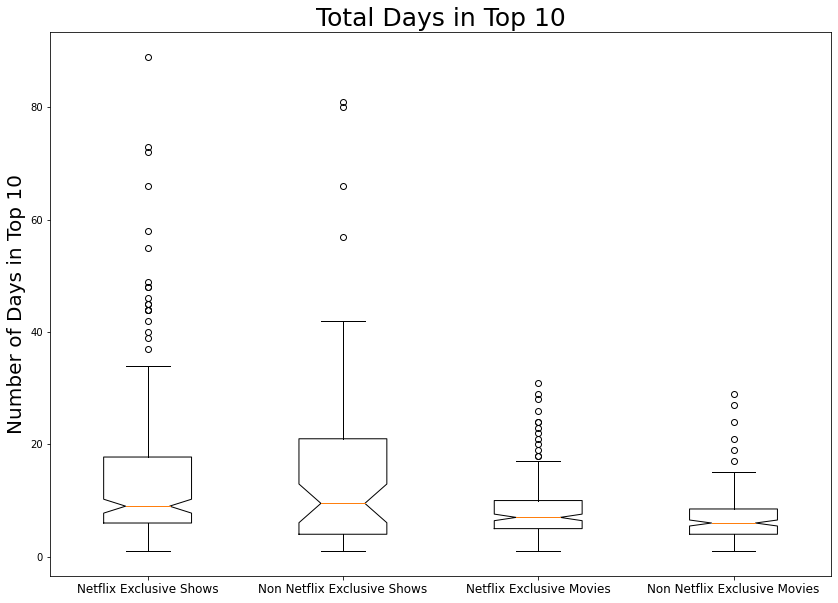 Total Days in Top 10
Number of Days in Top 10
80
60
40
20
0
Netflix Exclusive Shows
Non Netflix Exclusive Shows
Netflix Exclusive Movies
Non Netflix Exclusive Movies